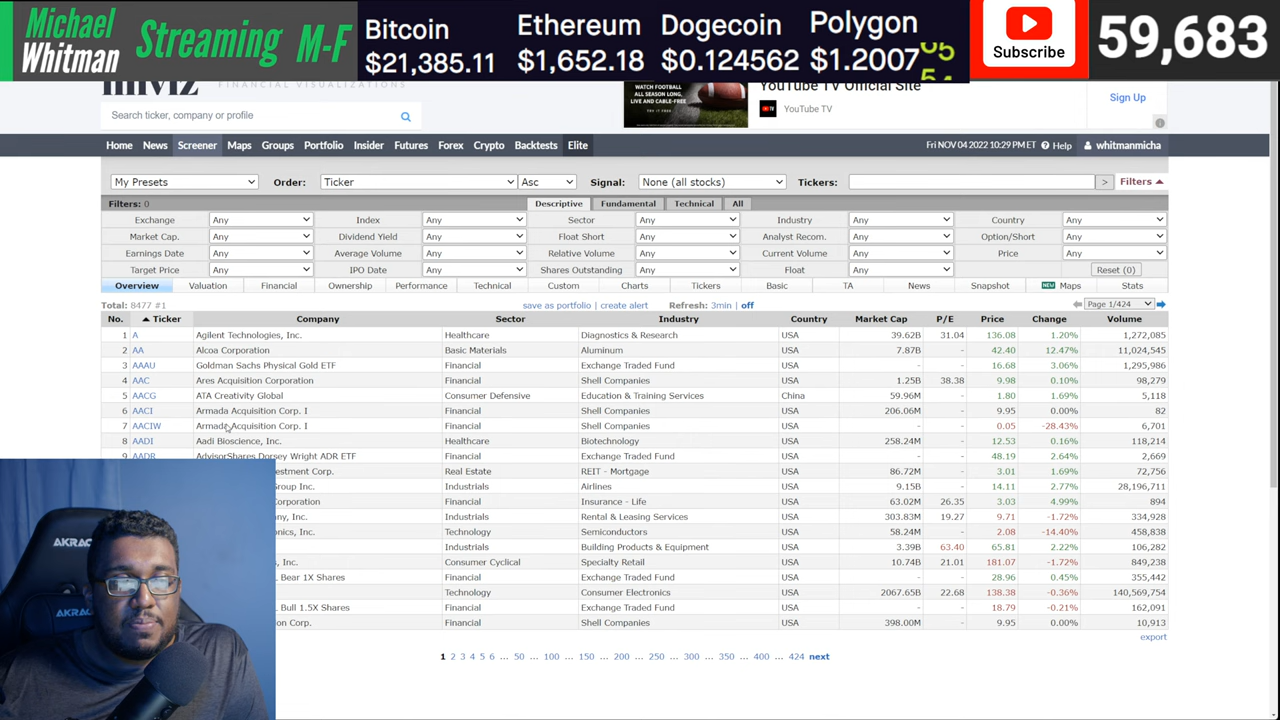 Michael Whitman Streaming M-F Bitcoin $21,385.11 Ethereum $1,652.18 Dogecoin $0.124562 Polygon $1.2007 Subscribe 59,683
FINANCIAL VISUALIZATIONS
WATCH FOOTBALL
ALL SEASON LONG,
LIVE AND CABLE-FREE.
TRY IT FREE
YouTube TV Official Site
YouTube TV
Sign Up
Search ticker, company or profile
Home News Screener Maps Groups Portfolio Insider Futures Forex Crypto Backtests Elite Fri NOV 04 2022 10:29 PM ET Help whitmanmicha
My Presets Order: Ticker Asc Signal: None (all stocks) Tickers: > Filters
Filters: 0 Descriptive Fundamental Technical All
Exchange Any Index Any Sector Any Industry Any Country Any
Market Cap. Any Dividend Yield Any Float Short Any Analyst Recom. Any Option/Short Any
Earnings Date Any Average Volume Any Relative Volume Any Current Volume Any Price Any
Target Price Any IPO Date Any Shares Outstanding Any Float Any Reset (0)
Overview Valuation Financial Ownership Performance Technical Custom Charts Tickers Basic TA News Snapshot NEW Maps Stats
Total: 8477 #1 save as portfolio | create alert Refresh: 3min | off Page 1/424
No. Ticker Company Sector Industry Country Market Cap P/E Price Change Volume
1 A Agilent Technologies, Inc. Healthcare Diagnostics & Research USA 39.62B 31.04 136.08 1.20% 1,272,085
2 AA Alcoa Corporation Basic Materials Aluminum USA 7.87B - 42.40 12.47% 11,024,545
3 AAAU Goldman Sachs Physical Gold ETF Financial Exchange Traded Fund USA - - 16.68 3.06% 1,295,986
4 AAC Ares Acquisition Corporation Financial Shell Companies USA 1.25B 38.38 9.98 0.10% 98,279
5 AACG ATA Creativity Global Consumer Defensive Education & Training Services China 59.96M - 1.80 1.69% 5,118
6 AACI Armada Acquisition Corp. I Financial Shell Companies USA 206.06M - 9.95 0.00% 82
7 AACIW Armada Acquisition Corp. I Financial Shell Companies USA - - 0.05 -28.43% 6,701
8 AADI Aadi Bioscience, Inc. Healthcare Biotechnology USA 258.24M - 12.53 0.16% 118,214
9 AADR AdvisorShares Dorsey Wright ADR ETF Financial Exchange Traded Fund USA - - 48.19 2.64% 2,669
estment Corp. Real Estate REIT - Mortgage USA 86.72M - 3.01 1.69% 72,756
Group Inc. Industrials Airlines USA 9.15B - 14.11 2.77% 28,196,711
Corporation Financial Insurance - Life USA 63.02M 26.35 3.03 4.99% 894
ny, Inc. Industrials Rental & Leasing Services USA 303.83M 19.27 9.71 -1.72% 334,928
onics, Inc. Technology Semiconductors USA 58.24M - 2.08 -14.40% 458,838
Industrials Building Products & Equipment USA 3.39B 63.40 65.81 2.22% 106,282
, Inc. Consumer Cyclical Specialty Retail USA 10.74B 21.01 181.07 -1.72% 849,238
Bear 1X Shares Financial Exchange Traded Fund USA - - 28.96 0.45% 355,442
Technology Consumer Electronics USA 2067.65B 22.68 138.38 -0.36% 140,569,754
Bull 1.5X Shares Financial Exchange Traded Fund USA - - 18.79 -0.21% 162,091
on Corp. Financial Shell Companies USA 398.00M - 9.95 0.00% 10,913
export
1 2 3 4 5 6 ... 50 ... 100 ... 150 ... 200 ... 250 ... 300 ... 350 ... 400 ... 424 next
AKRAC
AKRAC